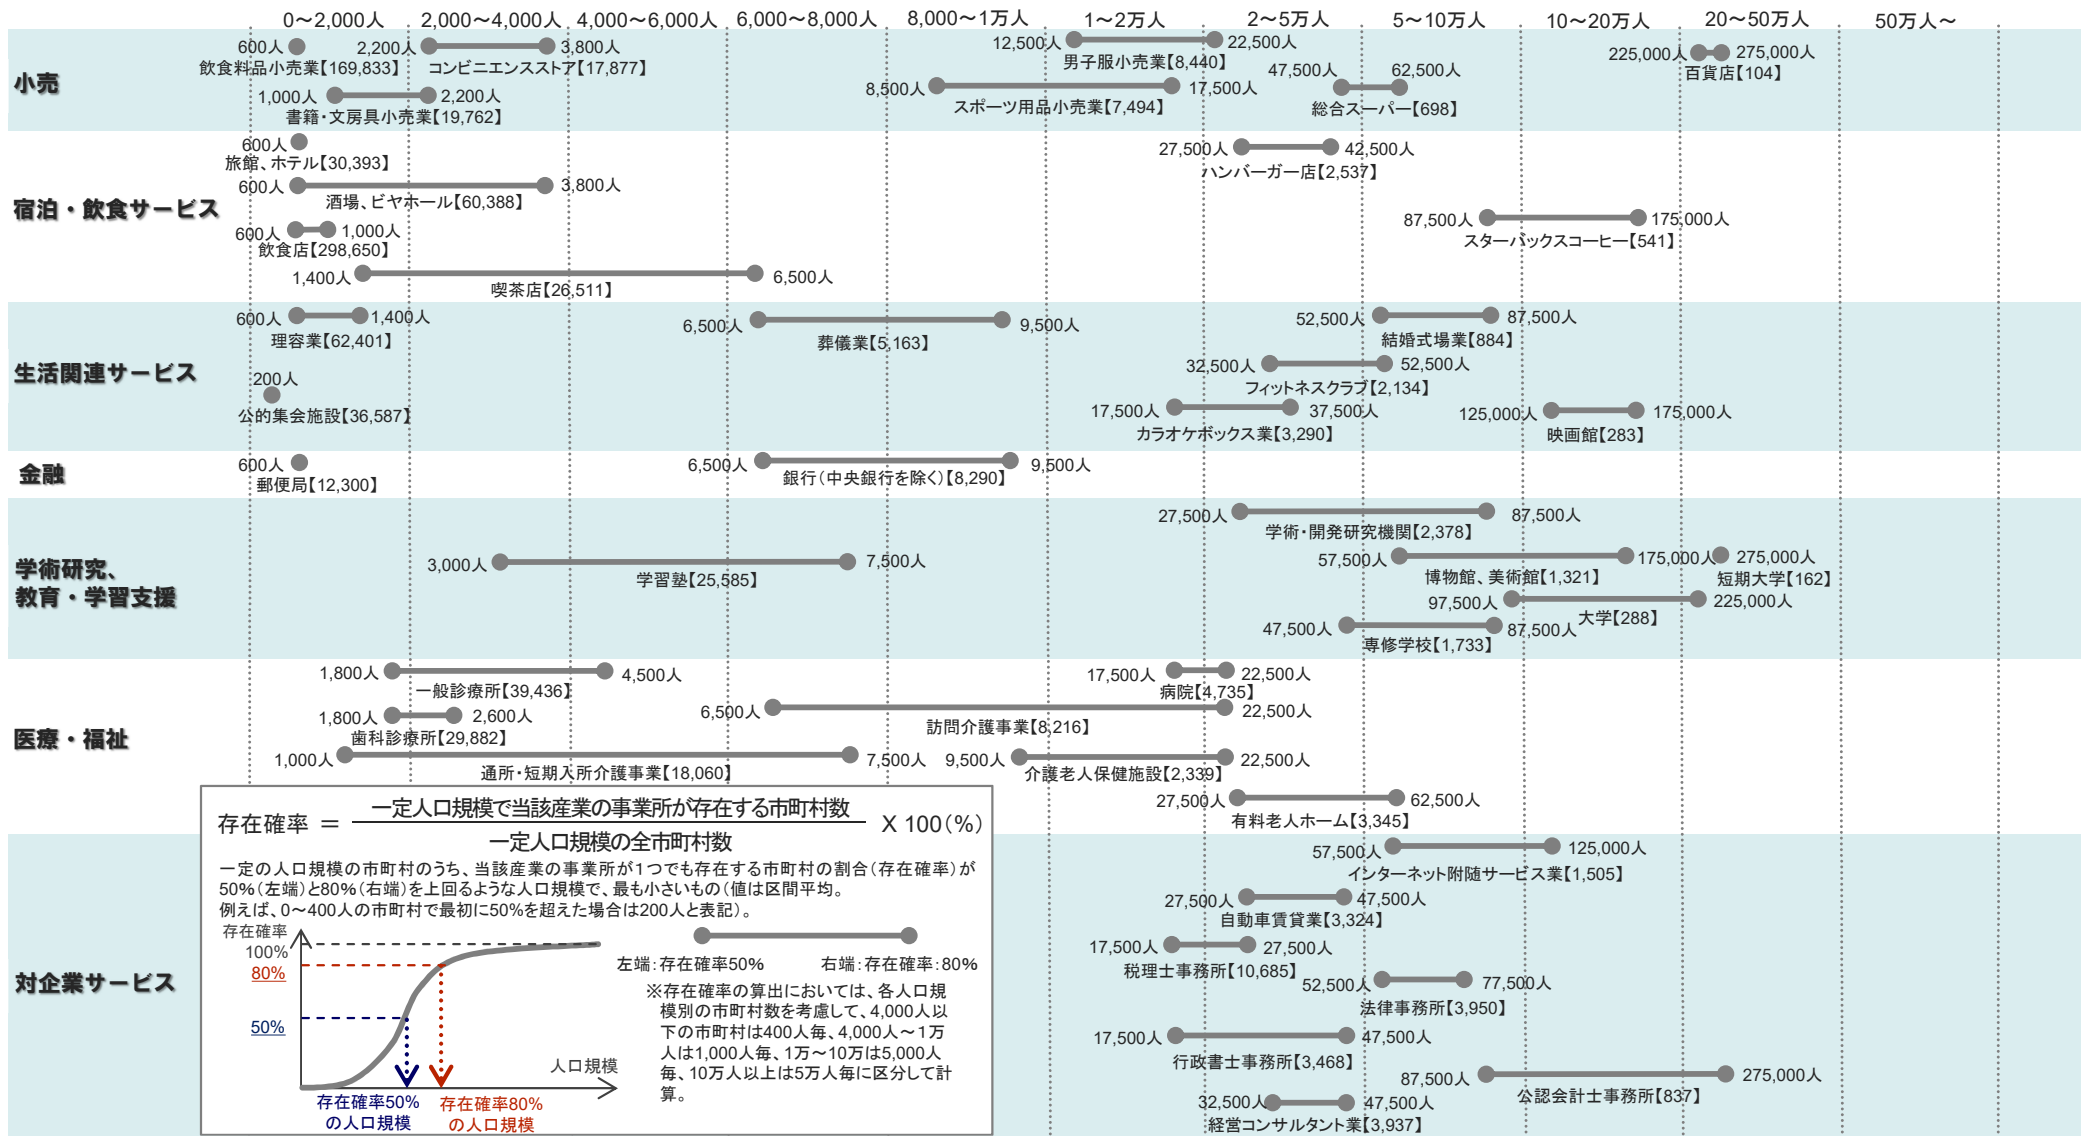 0～2,000人 2,000～4,000人 4,000～6,000人 6,000～8,000人 8,000～1万人 1～2万人 2～5万人 5～10万人 10～20万人 20～50万人 50万人～
小売
600人
飲食料品小売業【169,833】
2,200人 3,800人
コンビニエンスストア【17,877】
1,000人 2,200人
書籍・文房具小売業【19,762】
12,500人 22,500人
男子服小売業【8,440】
8,500人 17,500人
スポーツ用品小売業【7,494】
47,500人 62,500人
総合スーパー【698】
225,000人 275,000人
百貨店【104】
宿泊・飲食サービス
600人
旅館、ホテル【30,393】
600人 3,800人
酒場、ビヤホール【60,388】
600人 1,000人
飲食店【298,650】
1,400人 6,500人
喫茶店【26,511】
27,500人 42,500人
ハンバーガー店【2,537】
87,500人 175,000人
スターバックスコーヒー【541】
生活関連サービス
600人 1,400人
理容業【62,401】
200人
公的集会施設【36,587】
6,500人 9,500人
葬儀業【5,163】
52,500人 87,500人
結婚式場業【884】
32,500人 52,500人
フィットネスクラブ【2,134】
17,500人 37,500人
カラオケボックス業【3,290】
125,000人 175,000人
映画館【283】
金融
600人
郵便局【12,300】
6,500人 9,500人
銀行（中央銀行を除く）【8,290】
学術研究、
教育・学習支援
27,500人 87,500人
学術・開発研究機関【2,378】
3,000人 7,500人
学習塾【25,585】
57,500人 175,000人
博物館、美術館【1,321】
275,000人
短期大学【162】
97,500人 225,000人
大学【288】
47,500人 87,500人
専修学校【1,733】
医療・福祉
1,800人 4,500人
一般診療所【39,436】
1,800人 2,600人
歯科診療所【29,882】
1,000人 7,500人
通所・短期入所介護事業【18,060】
17,500人 22,500人
病院【4,735】
6,500人 22,500人
訪問介護事業【8,216】
9,500人 22,500人
介護老人保健施設【2,339】
27,500人 62,500人
有料老人ホーム【3,345】
対企業サービス
57,500人 125,000人
インターネット附随サービス業【1,505】
27,500人 47,500人
自動車賃貸業【3,324】
17,500人 27,500人
税理士事務所【10,685】
52,500人 77,500人
法律事務所【3,950】
17,500人 47,500人
行政書士事務所【3,468】
87,500人 275,000人
公認会計士事務所【837】
32,500人 47,500人
経営コンサルタント業【3,937】
一定人口規模で当該産業の事業所が存在する市町村数
存在確率 ＝ X 100（%）
一定人口規模の全市町村数
一定の人口規模の市町村のうち、当該産業の事業所が1つでも存在する市町村の割合（存在確率）が
50%（左端）と80%（右端）を上回るような人口規模で、最も小さいもの（値は区間平均。
例えば、0～400人の市町村で最初に50%を超えた場合は200人と表記）。
存在確率
100%
80%
50%
人口規模
存在確率50%
の人口規模
存在確率80%
の人口規模
左端：存在確率50% 右端：存在確率：80%
※存在確率の算出においては、各人口規
模別の市町村数を考慮して、4,000人以
下の市町村は400人毎、4,000人～1万
人は1,000人毎、1万～10万は5,000人
毎、10万人以上は5万人毎に区分して計
算。